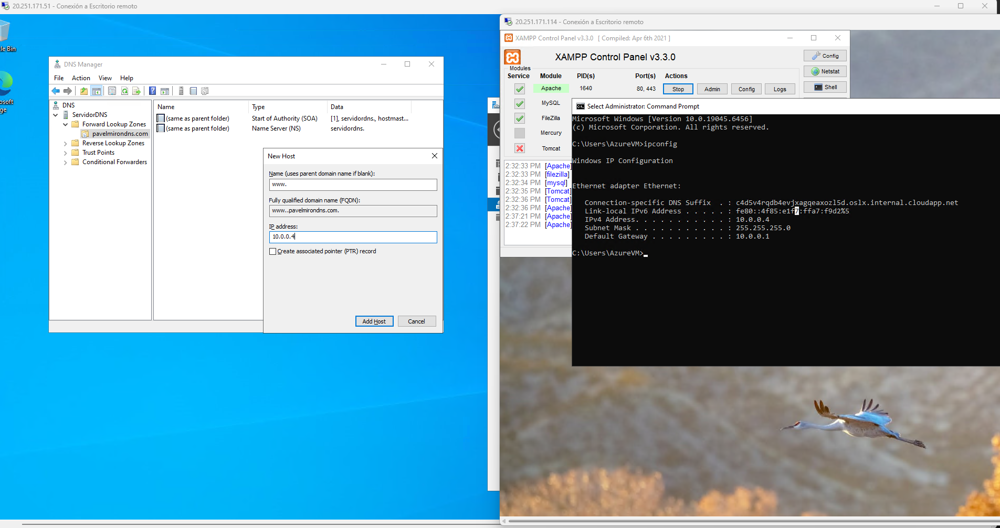 20.251.171.51 - Conexión a Escritorio remoto
le Bin
osoft
ge
DNS Manager
File Action View Help
DNS
ServidorDNS
Forward Lookup Zones
pavelmirondns.com
Reverse Lookup Zones
Trust Points
Conditional Forwarders
Name Type Data
(same as parent folder) Start of Authority (SOA) [1], servidordns., hostmast...
(same as parent folder) Name Server (NS) servidordns.
New Host
Name (uses parent domain name if blank):
www.
Fully qualified domain name (FQDN):
www..pavelmirondns.com.
IP address:
10.0.0.4
Create associated pointer (PTR) record
Add Host Cancel
20.251.171.114 - Conexión a Escritorio remoto
XAMPP Control Panel v3.3.0 [ Compiled: Apr 6th 2021 ]
XAMPP Control Panel v3.3.0
Config
Netstat
Shell
Modules
Service Module PID(s) Port(s) Actions
Apache 1640 80, 443 Stop Admin Config Logs
MySQL
FileZilla
Mercury
Tomcat
2:32:33 PM [Apache]
2:32:33 PM [filezilla]
2:32:34 PM [mysql]
2:32:35 PM [Tomcat]
2:32:36 PM [Tomcat]
2:32:36 PM [Apache]
2:37:21 PM [Apache]
2:37:22 PM [Apache]
Select Administrator: Command Prompt
Microsoft Windows [Version 10.0.19045.6456]
(c) Microsoft Corporation. All rights reserved.
C:\Users\AzureVM>ipconfig
Windows IP Configuration
Ethernet adapter Ethernet:
Connection-specific DNS Suffix . : c4d5v4rqdb4evjxagqeaxozl5d.oslx.internal.cloudapp.net
Link-local IPv6 Address . . . . . : fe80::4f85:e1f7:ffa7:f9d2%5
IPv4 Address. . . . . . . . . . . : 10.0.0.4
Subnet Mask . . . . . . . . . . . : 255.255.255.0
Default Gateway . . . . . . . . . : 10.0.0.1
C:\Users\AzureVM>